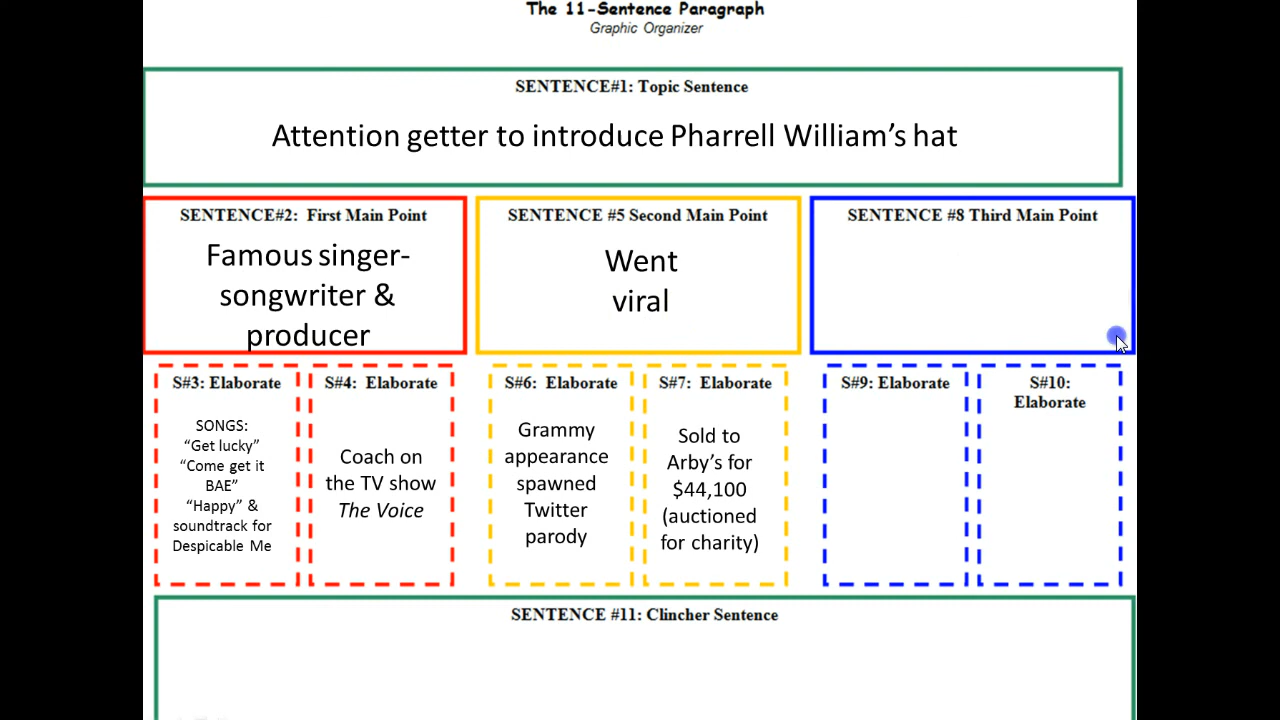 The 11-Sentence Paragraph
Graphic Organizer
SENTENCE#1: Topic Sentence
Attention getter to introduce Pharrell William’s hat
SENTENCE#2: First Main Point
Famous singer-
songwriter &
producer
SENTENCE #5 Second Main Point
Went
viral
SENTENCE #8 Third Main Point
S#3: Elaborate
SONGS:
“Get lucky”
“Come get it
BAE”
“Happy” &
soundtrack for
Despicable Me
S#4: Elaborate
Coach on
the TV show
The Voice
S#6: Elaborate
Grammy
appearance
spawned
Twitter
parody
S#7: Elaborate
Sold to
Arby’s for
$44,100
(auctioned
for charity)
S#9: Elaborate
S#10:
Elaborate
SENTENCE #11: Clincher Sentence